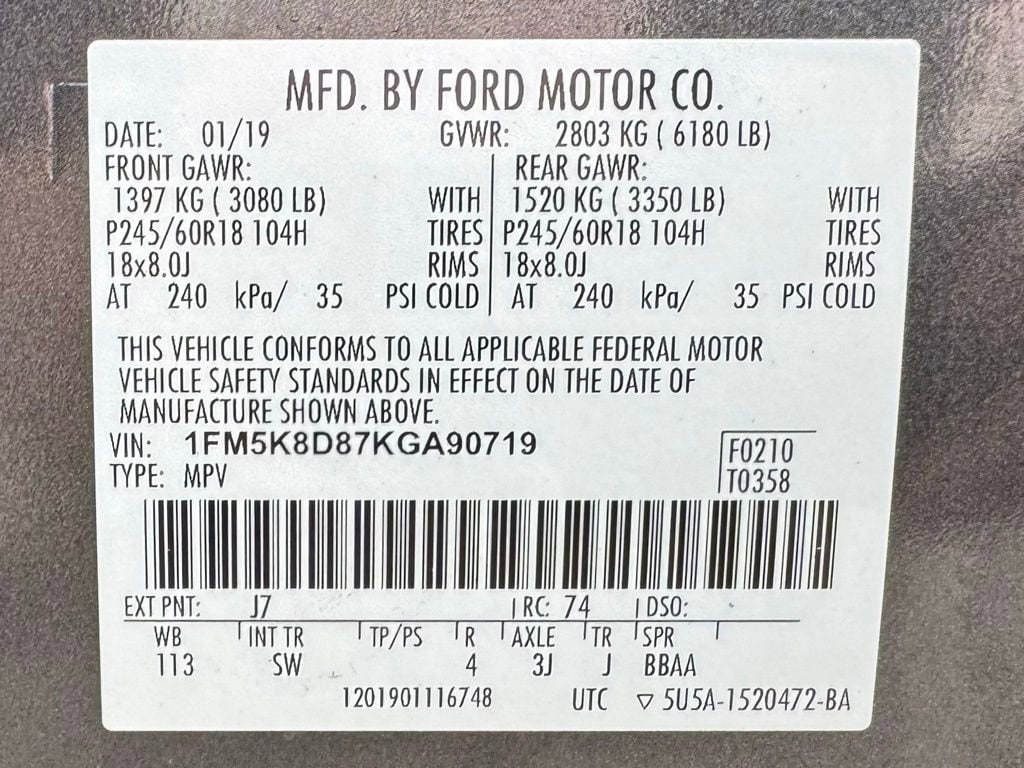 MFD. BY FORD MOTOR CO.
DATE: 01/19 GVWR: 2803 KG ( 6180 LB)
FRONT GAWR: REAR GAWR:
1397 KG ( 3080 LB) WITH 1520 KG ( 3350 LB) WITH
P245/60R18 104H TIRES P245/60R18 104H TIRES
18x8.0J RIMS 18x8.0J RIMS
AT 240 kPa/ 35 PSI COLD AT 240 kPa/ 35 PSI COLD
THIS VEHICLE CONFORMS TO ALL APPLICABLE FEDERAL MOTOR
VEHICLE SAFETY STANDARDS IN EFFECT ON THE DATE OF
MANUFACTURE SHOWN ABOVE.
VIN: 1FM5K8D87KGA90719 F0210
TYPE: MPV T0358
EXT PNT: J7 RC: 74 DSO:
WB INT TR TP/PS R AXLE TR SPR
113 SW 4 3J J BBAA
1201901116748 UTC ▽ 5U5A-1520472-BA